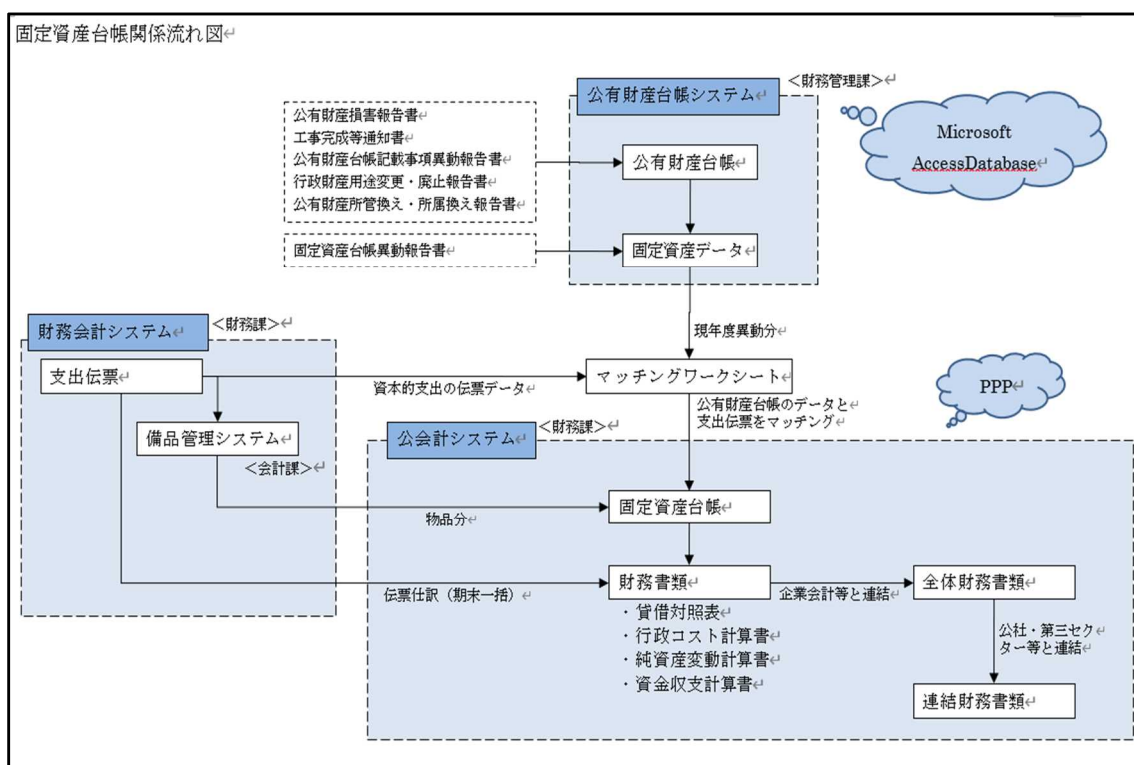 固定資産台帳関係流れ図
＜財務管理課＞
公有財産台帳システム
Microsoft
AccessDatabase
公有財産損害報告書
工事完成等通知書
公有財産台帳記載事項異動報告書
行政財産用途変更・廃止報告書
公有財産所管換え・所属換え報告書
公有財産台帳
固定資産台帳異動報告書
固定資産データ
現年度異動分
財務会計システム
＜財務課＞
支出伝票
資本的支出の伝票データ
マッチングワークシート
PPP
公有財産台帳のデータと
支出伝票をマッチング
備品管理システム
＜会計課＞
公会計システム
＜財務課＞
物品分
固定資産台帳
伝票仕訳（期末一括）
財務書類
企業会計等と連結
全体財務書類
・貸借対照表
・行政コスト計算書
・純資産変動計算書
・資金収支計算書
公社・第三セク
ター等と連結
連結財務書類